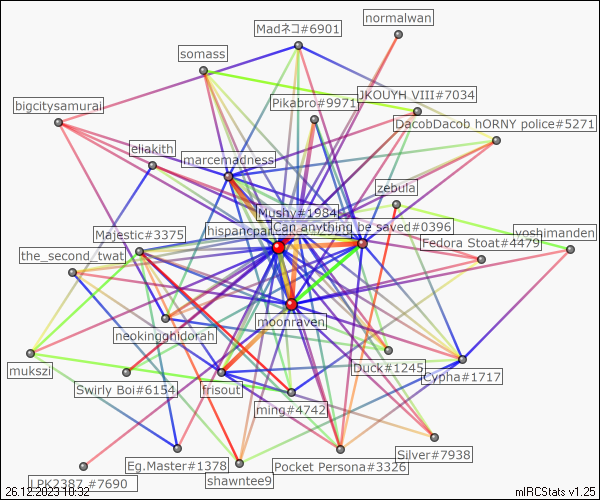 normalwan
Madネコ#6901
somass
JKOUYH VIII#7034
Pikabro#9971
bigcitysamurai
DacobDacob hORNY police#5271
eliakith
marcemadness
zebula
Mushy#1984
Can anything be saved#0396
hispancpar
Majestic#3375
Fedora Stoat#4479
yoshimanden
the_second_twat
moonraven
neokingghidorah
mukszi
Duck#1245
Cypha#1717
Swirly Boi#6154
frisout
ming#4742
Silver#7938
Eg.Master#1378
Pocket Persona#3326
shawntee9
LPK2387 #7690
26.12.2023 10:32
mIRCStats v1.25